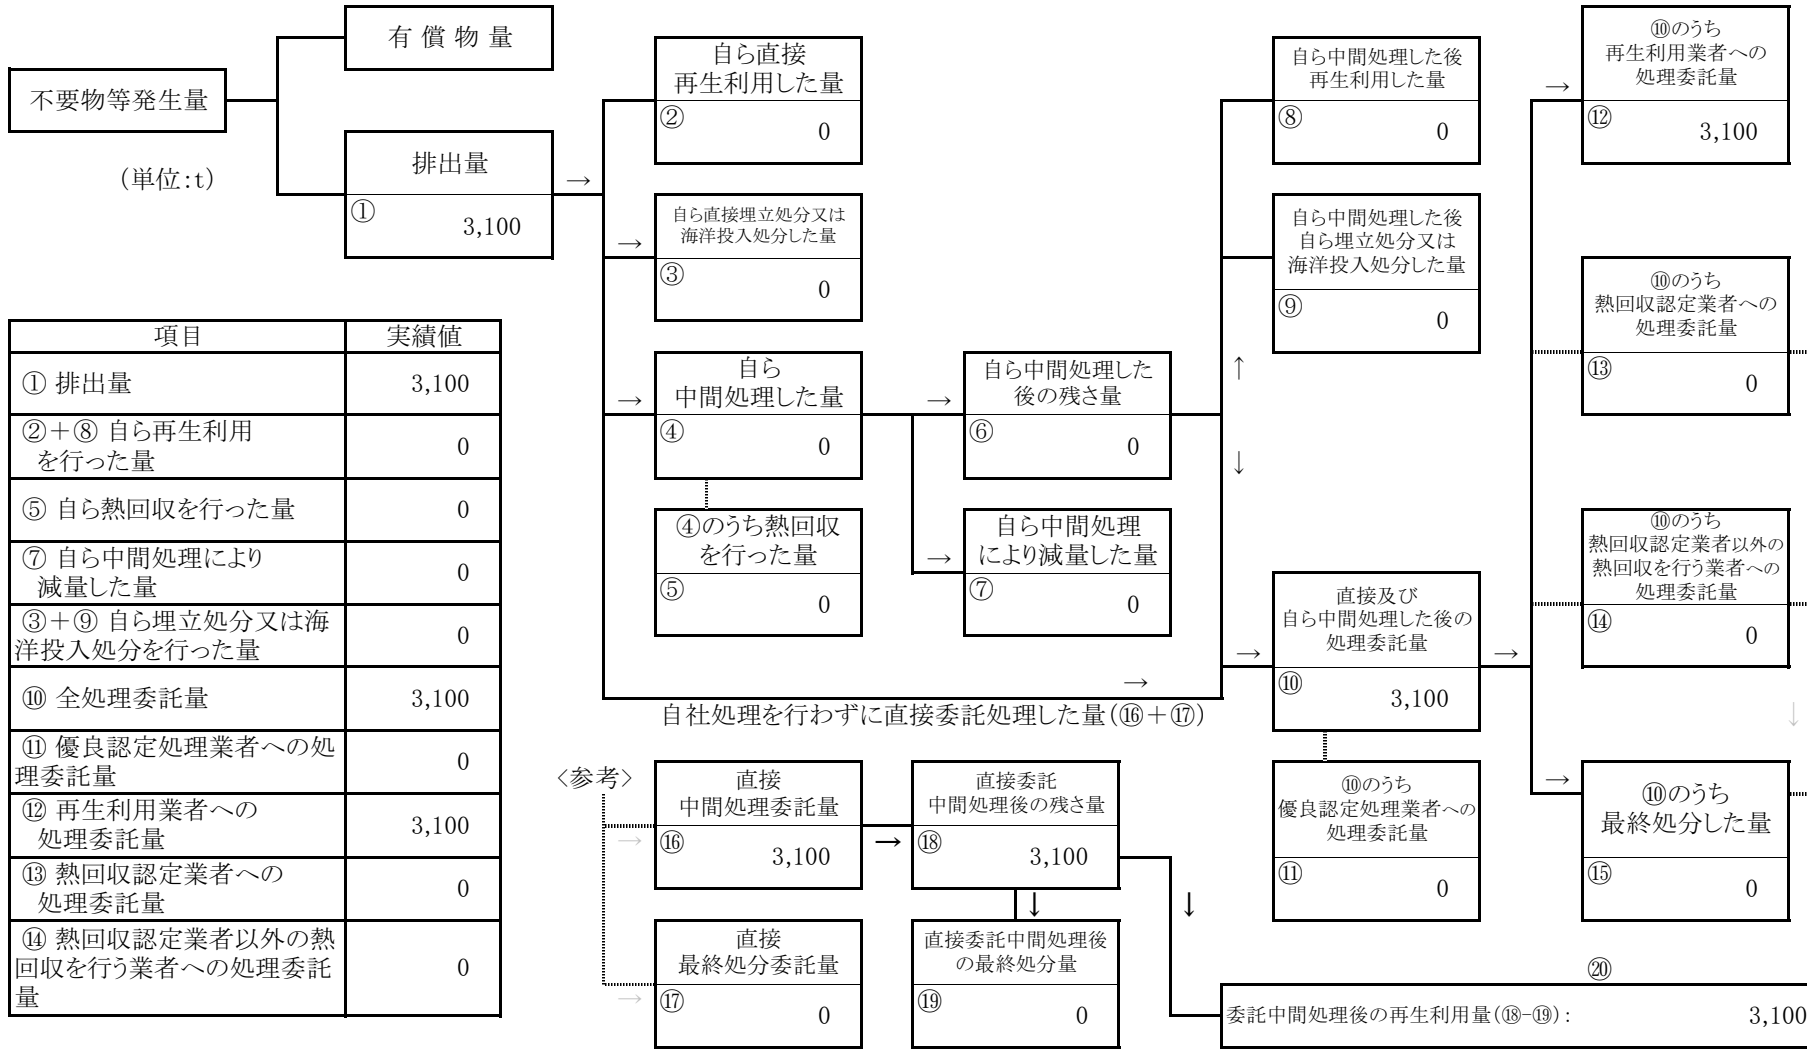 不要物等発生量
(単位:t)
有 償 物 量
排出量
①
3,100
→
自ら直接
再生利用した量
②
0
→
自ら直接埋立処分又は
海洋投入処分した量
③
0
→
自ら
中間処理した量
④
0
④のうち熱回収
を行った量
⑤
0
→
自ら中間処理した
後の残さ量
⑥
0
→
自ら中間処理
により減量した量
⑦
0
自ら中間処理した後
再生利用した量
⑧
0
自ら中間処理した後
自ら埋立処分又は
海洋投入処分した量
⑨
0
↑
↓
→
自社処理を行わずに直接委託処理した量(⑯+⑰)
→
直接及び
自ら中間処理した後の
処理委託量
⑩
3,100
→
⑩のうち
優良認定処理業者への
処理委託量
⑪
0
→
⑩のうち
再生利用業者への
処理委託量
⑫
3,100
⑩のうち
熱回収認定業者への
処理委託量
⑬
0
⑩のうち
熱回収認定業者以外の
熱回収を行う業者への
処理委託量
⑭
0
↓
→
⑩のうち
最終処分した量
⑮
0
<参考>
→
直接
中間処理委託量
⑯
3,100
→
直接委託
中間処理後の残さ量
⑱
3,100
↓
↓
→
直接
最終処分委託量
⑰
0
直接委託中間処理後
の最終処分量
⑲
0
⑳
委託中間処理後の再生利用量(⑱-⑲): 3,100
項目 実績値
① 排出量 3,100
②+⑧ 自ら再生利用
を行った量 0
⑤ 自ら熱回収を行った量 0
⑦ 自ら中間処理により
減量した量 0
③+⑨ 自ら埋立処分又は海
洋投入処分を行った量 0
⑩ 全処理委託量 3,100
⑪ 優良認定処理業者への処
理委託量 0
⑫ 再生利用業者への
処理委託量 3,100
⑬ 熱回収認定業者への
処理委託量 0
⑭ 熱回収認定業者以外の熱
回収を行う業者への処理委託
量 0